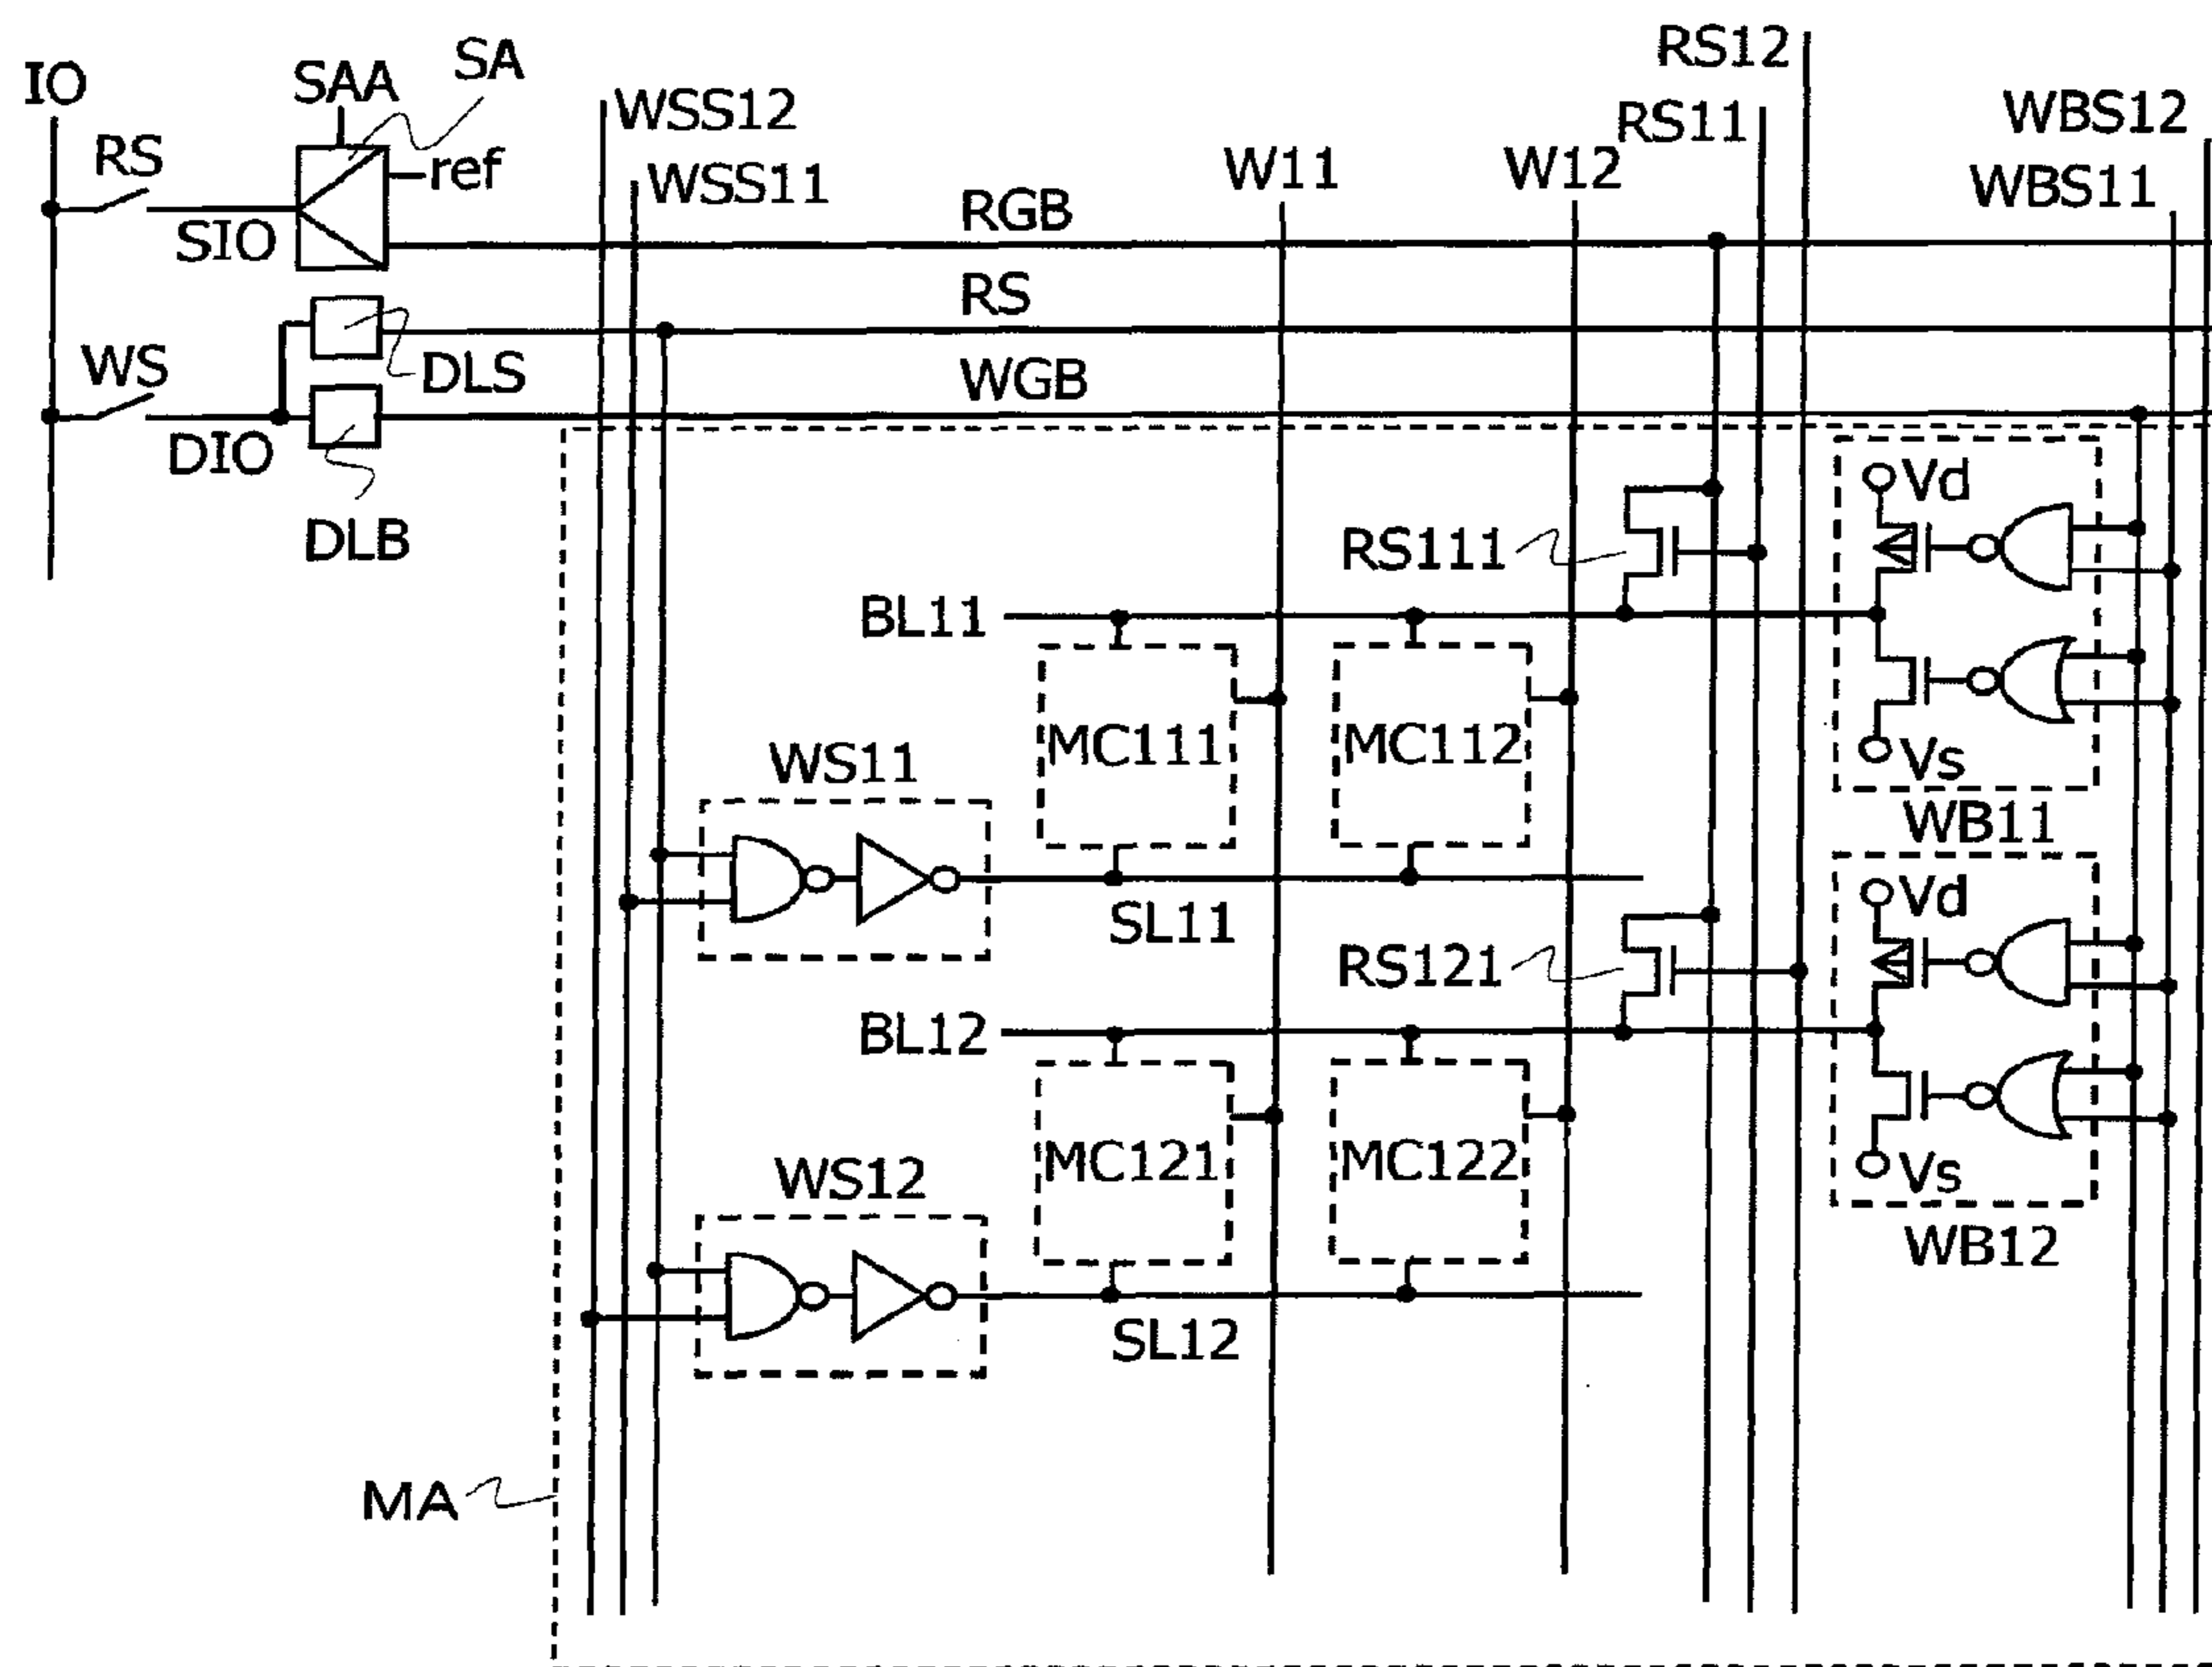 IO
SAA
SA
RS
ref
SIO
WS
DLS
DIO
DLB
WSS12
WSS11
RGB
RS
WGB
W11
W12
RS12
RS11
WBS12
WBS11
RS111
Vd
BL11
MC111
MC112
Vs
WB11
WS11
SL11
RS121
Vd
BL12
MC121
MC122
Vs
WB12
WS12
SL12
MA